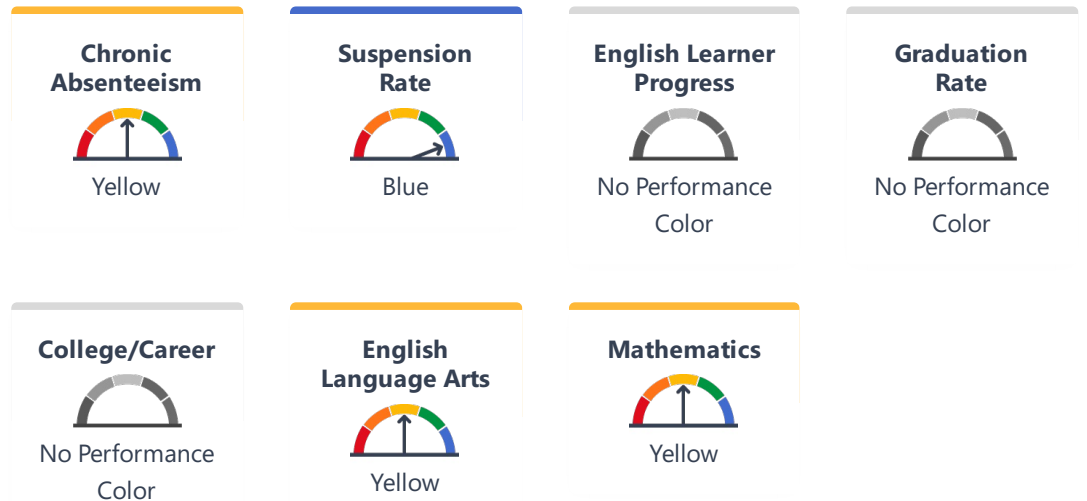 Chronic
Absenteeism
Yellow
Suspension
Rate
Blue
English Learner
Progress
No Performance
Color
Graduation
Rate
No Performance
Color
College/Career
No Performance
Color
English
Language Arts
Yellow
Mathematics
Yellow